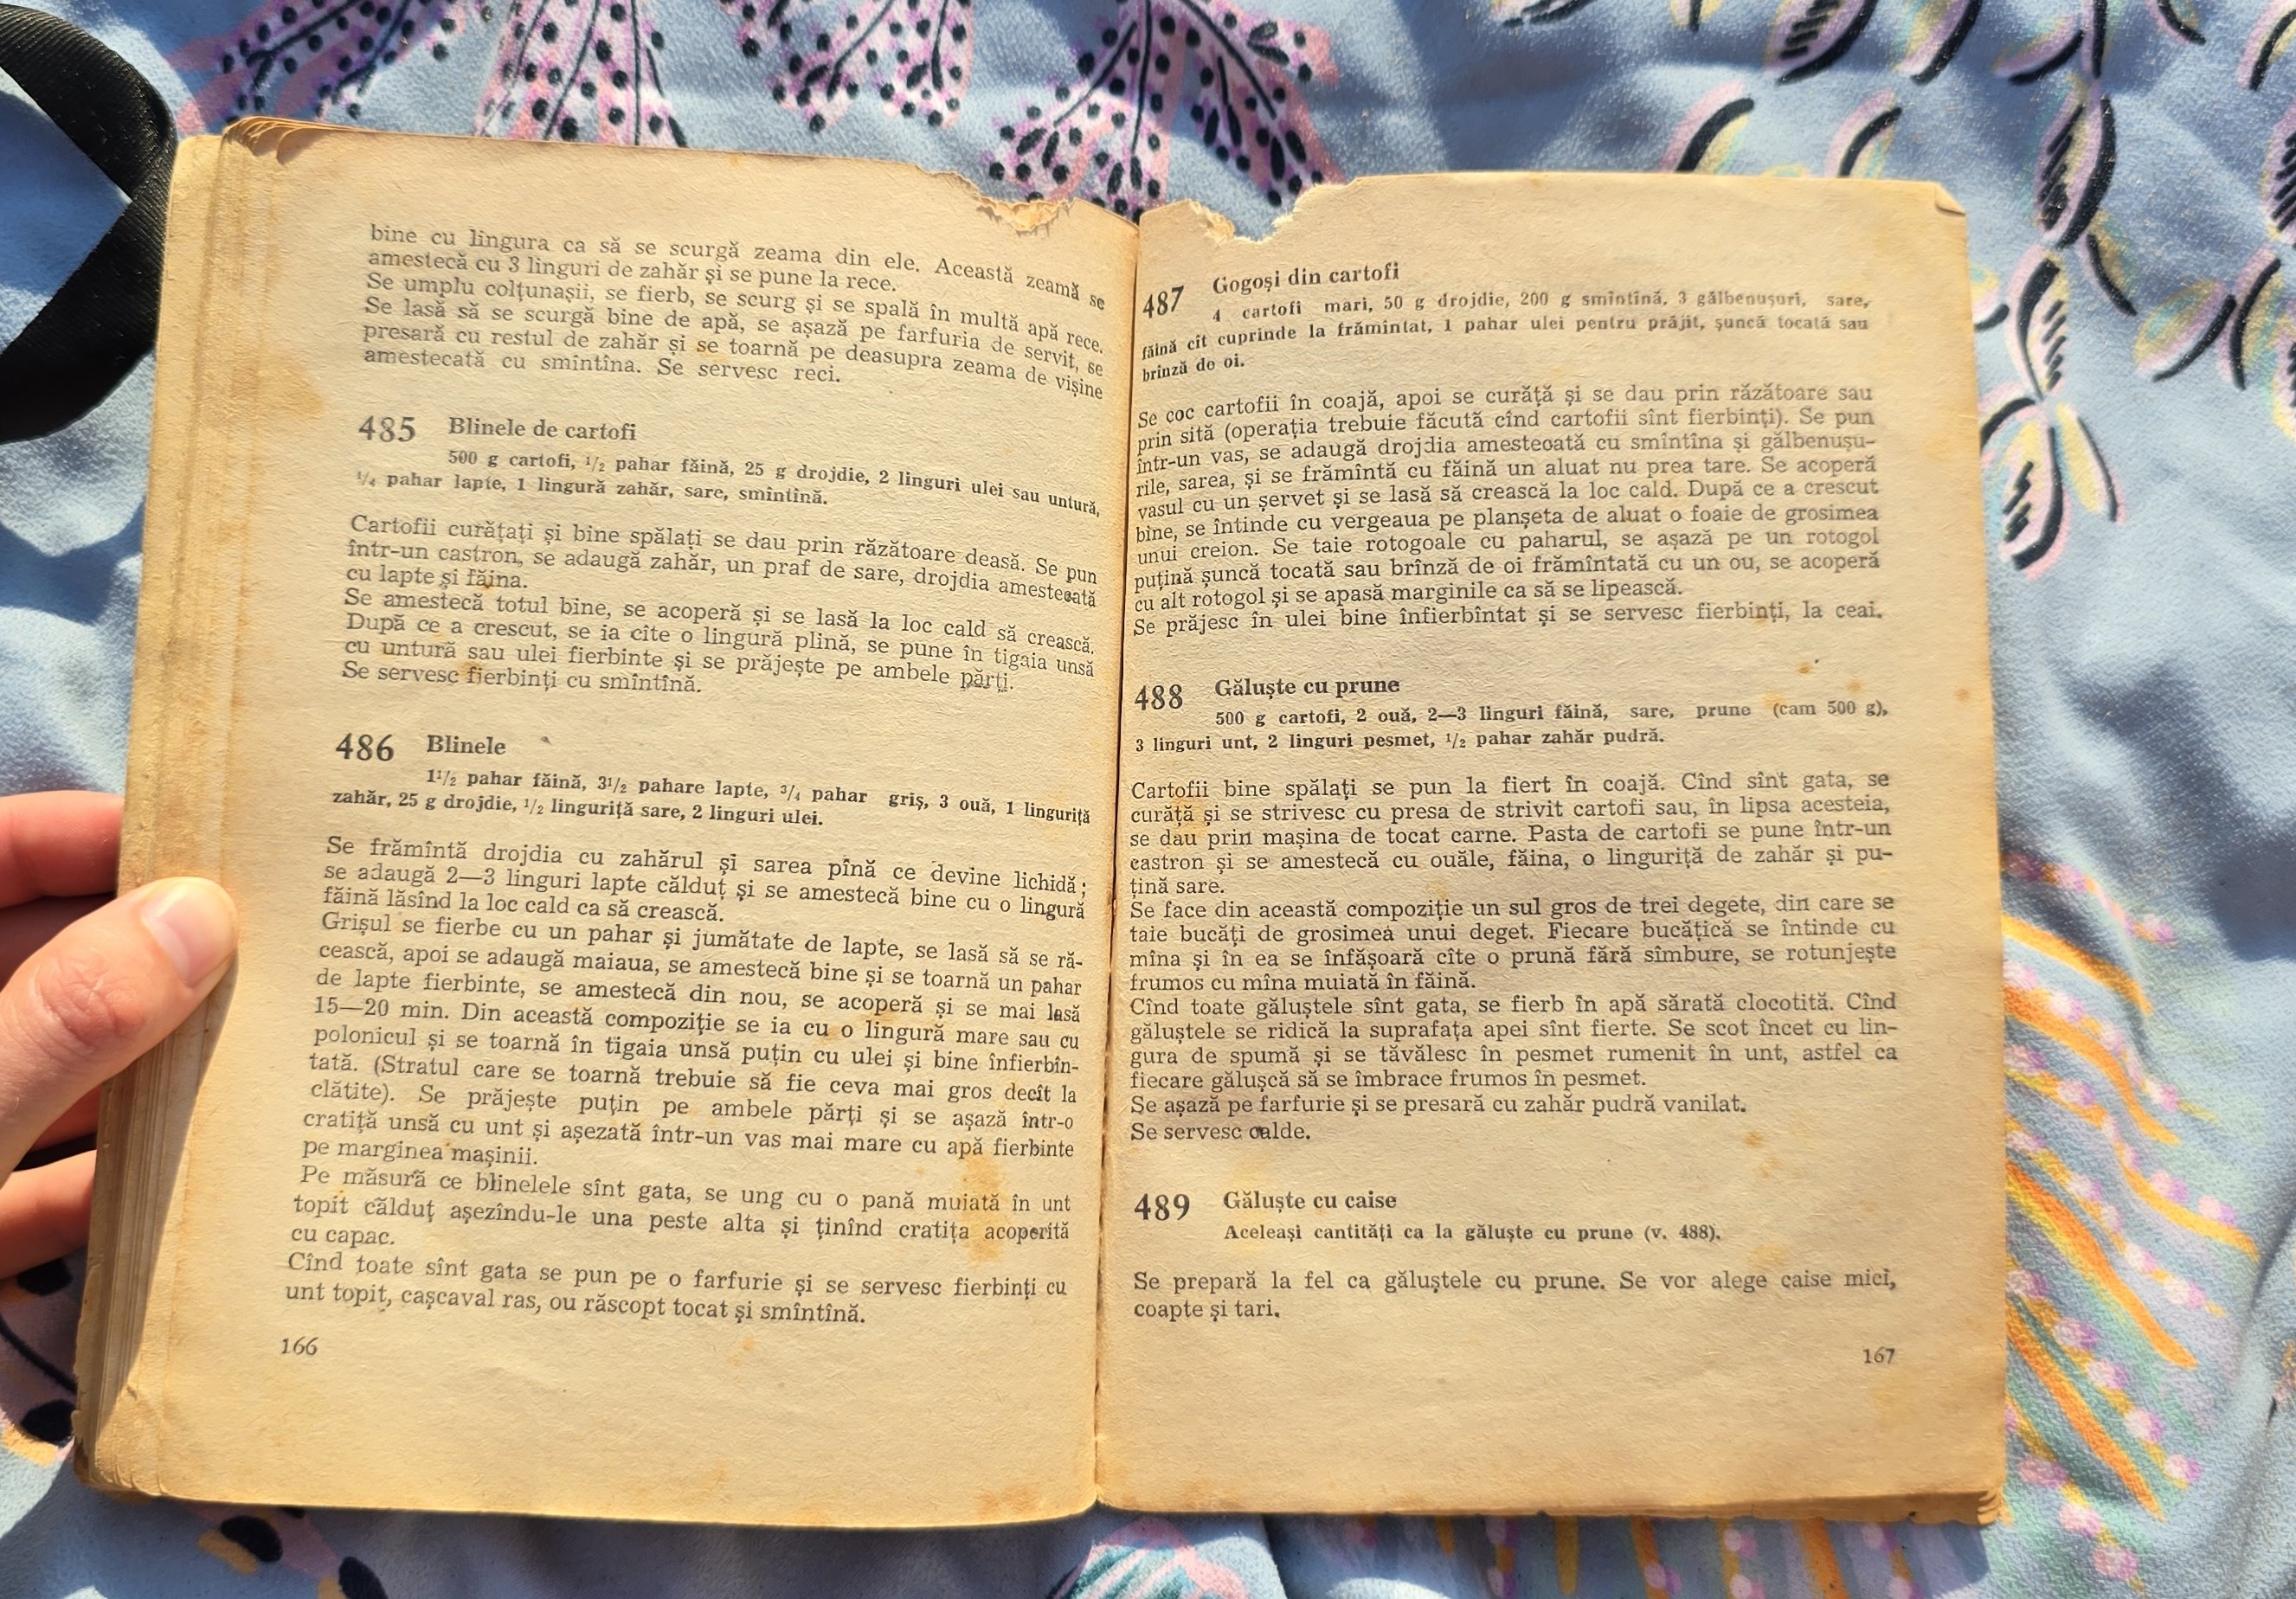 bine cu lingura ca să se scurgă zeama din ele. Această zeamă se
amestecă cu 3 linguri de zahăr și se pune la rece.
Se umplu colțunașii, se fierb, se scurg și se spală în multă apă rece.
Se lasă să se scurgă bine de apă, se așază pe farfuria de servit, se
presară cu restul de zahăr și se toarnă pe deasupra zeama de vișine
amestecată cu smîntîna. Se servesc reci.
485 Blinele de cartofi
500 g cartofi, 1/2 pahar făină, 25 g drojdie, 2 linguri ulei sau untură,
1/4 pahar lapte, 1 lingură zahăr, sare, smîntînă.
Cartofii curățați și bine spălați se dau prin răzătoare deasă. Se pun
într-un castron, se adaugă zahăr, un praf de sare, drojdia amestecată
cu lapte și făina.
Se amestecă totul bine, se acoperă și se lasă la loc cald să crească.
După ce a crescut, se ia cîte o lingură plină, se pune în tigaia unsă
cu untură sau ulei fierbinte și se prăjește pe ambele părți.
Se servesc fierbinți cu smîntînă.
486 Blinele
1 1/2 pahar făină, 3 1/2 pahare lapte, 3/4 pahar griș, 3 ouă, 1 linguriță
zahăr, 25 g drojdie, 1/2 linguriță sare, 2 linguri ulei.
Se frămîntă drojdia cu zahărul și sarea pînă ce devine lichidă;
se adaugă 2—3 linguri lapte călduț și se amestecă bine cu o lingură
făină lăsînd la loc cald ca să crească.
Grișul se fierbe cu un pahar și jumătate de lapte, se lasă să se ră-
cească, apoi se adaugă maiaua, se amestecă bine și se toarnă un pahar
de lapte fierbinte, se amestecă din nou, se acoperă și se mai lasă
15—20 min. Din această compoziție se ia cu o lingură mare sau cu
polonicul și se toarnă în tigaia unsă puțin cu ulei și bine înfierbîn-
tată. (Stratul care se toarnă trebuie să fie ceva mai gros decît la
clătite). Se prăjește puțin pe ambele părți și se așază într-o
cratiță unsă cu unt și așezată într-un vas mai mare cu apă fierbinte
pe marginea mașinii.
Pe măsură ce blinelele sînt gata, se ung cu o pană muiată în unt
topit călduț așezîndu-le una peste alta și ținînd cratița acoperită
cu capac.
Cînd toate sînt gata se pun pe o farfurie și se servesc fierbinți cu
unt topit, cașcaval ras, ou răscopt tocat și smîntînă.
166
487 Gogoși din cartofi
4 cartofi mari, 50 g drojdie, 200 g smîntînă, 3 gălbenușuri, sare,
făină cît cuprinde la frămîntat, 1 pahar ulei pentru prăjit, șuncă tocată sau
brînză de oi.
Se coc cartofii în coajă, apoi se curăță și se dau prin răzătoare sau
prin sită (operația trebuie făcută cînd cartofii sînt fierbinți). Se pun
într-un vas, se adaugă drojdia amestecată cu smîntîna și gălbenușu-
rile, sarea, și se frămîntă cu făină un aluat nu prea tare. Se acoperă
vasul cu un șervet și se lasă să crească la loc cald. După ce a crescut
bine, se întinde cu vergeaua pe planșeta de aluat o foaie de grosimea
unui creion. Se taie rotogoale cu paharul, se așază pe un rotogol
puțină șuncă tocată sau brînză de oi frămîntată cu un ou, se acoperă
cu alt rotogol și se apasă marginile ca să se lipească.
Se prăjesc în ulei bine înfierbîntat și se servesc fierbinți, la ceai.
488 Găluște cu prune
500 g cartofi, 2 ouă, 2—3 linguri făină, sare, prune (cam 500 g),
3 linguri unt, 2 linguri pesmet, 1/2 pahar zahăr pudră.
Cartofii bine spălați se pun la fiert în coajă. Cînd sînt gata, se
curăță și se strivesc cu presa de strivit cartofi sau, în lipsa acesteia,
se dau prin mașina de tocat carne. Pasta de cartofi se pune într-un
castron și se amestecă cu ouăle, făina, o linguriță de zahăr și pu-
țină sare.
Se face din această compoziție un sul gros de trei degete, din care se
taie bucăți de grosimea unui deget. Fiecare bucățică se întinde cu
mîna și în ea se înfășoară cîte o prună fără sîmbure, se rotunjește
frumos cu mîna muiată în făină.
Cînd toate găluștele sînt gata, se fierb în apă sărată clocotită. Cînd
găluștele se ridică la suprafața apei sînt fierte. Se scot încet cu lin-
gura de spumă și se tăvălesc în pesmet rumenit în unt, astfel ca
fiecare găluşcă să se îmbrace frumos în pesmet.
Se așază pe farfurie și se presară cu zahăr pudră vanilat.
Se servesc calde.
489 Găluște cu caise
Aceleași cantități ca la găluște cu prune (v. 488).
Se prepară la fel ca găluștele cu prune. Se vor alege caise mici,
coapte și tari.
167